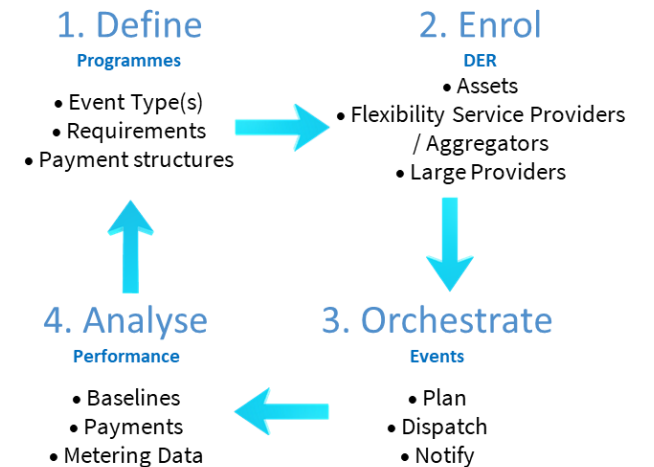 1. Define
Programmes
• Event Type(s)
• Requirements
• Payment structures
2. Enrol
DER
• Assets
• Flexibility Service Providers
/ Aggregators
• Large Providers
3. Orchestrate
Events
• Plan
• Dispatch
• Notify
4. Analyse
Performance
• Baselines
• Payments
• Metering Data